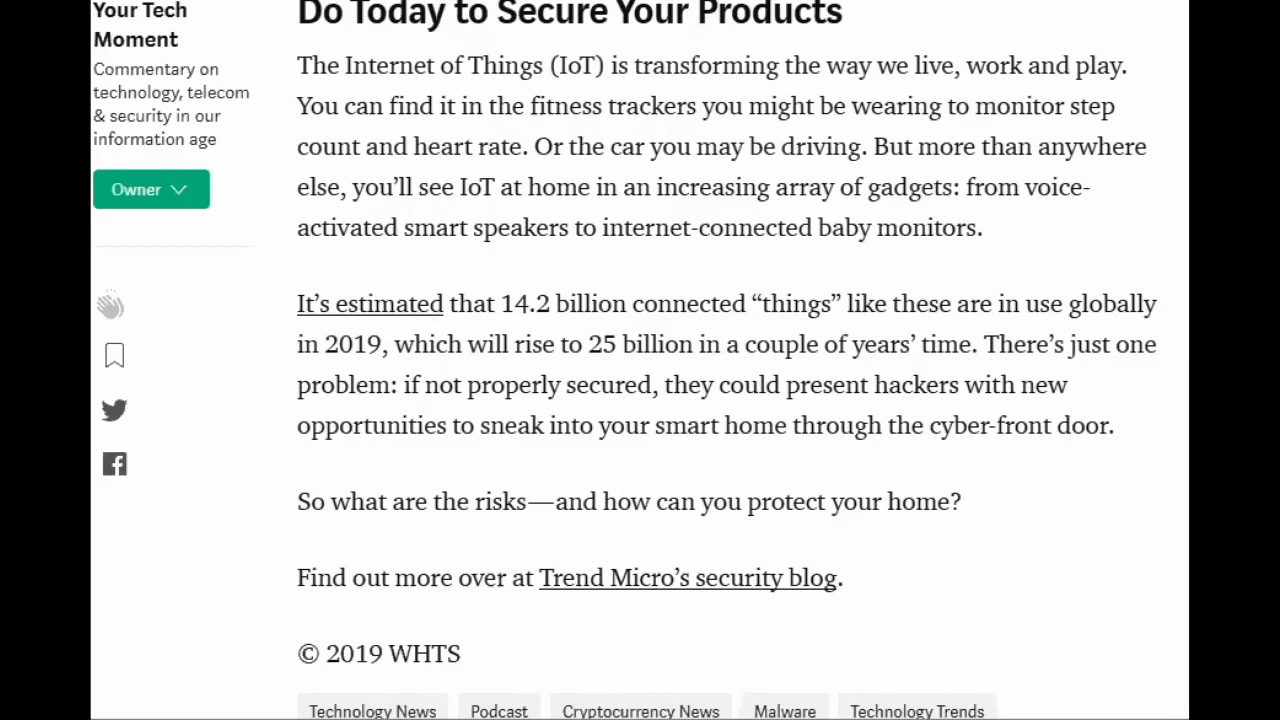 Your Tech
Moment
Commentary on
technology, telecom
& security in our
information age
Owner
Do Today to Secure Your Products
The Internet of Things (IoT) is transforming the way we live, work and play.
You can find it in the fitness trackers you might be wearing to monitor step
count and heart rate. Or the car you may be driving. But more than anywhere
else, you’ll see IoT at home in an increasing array of gadgets: from voice-
activated smart speakers to internet-connected baby monitors.
It’s estimated that 14.2 billion connected “things” like these are in use globally
in 2019, which will rise to 25 billion in a couple of years’ time. There’s just one
problem: if not properly secured, they could present hackers with new
opportunities to sneak into your smart home through the cyber-front door.
So what are the risks—and how can you protect your home?
Find out more over at Trend Micro’s security blog.
© 2019 WHTS
Technology News
Podcast
Cryptocurrency News
Malware
Technology Trends